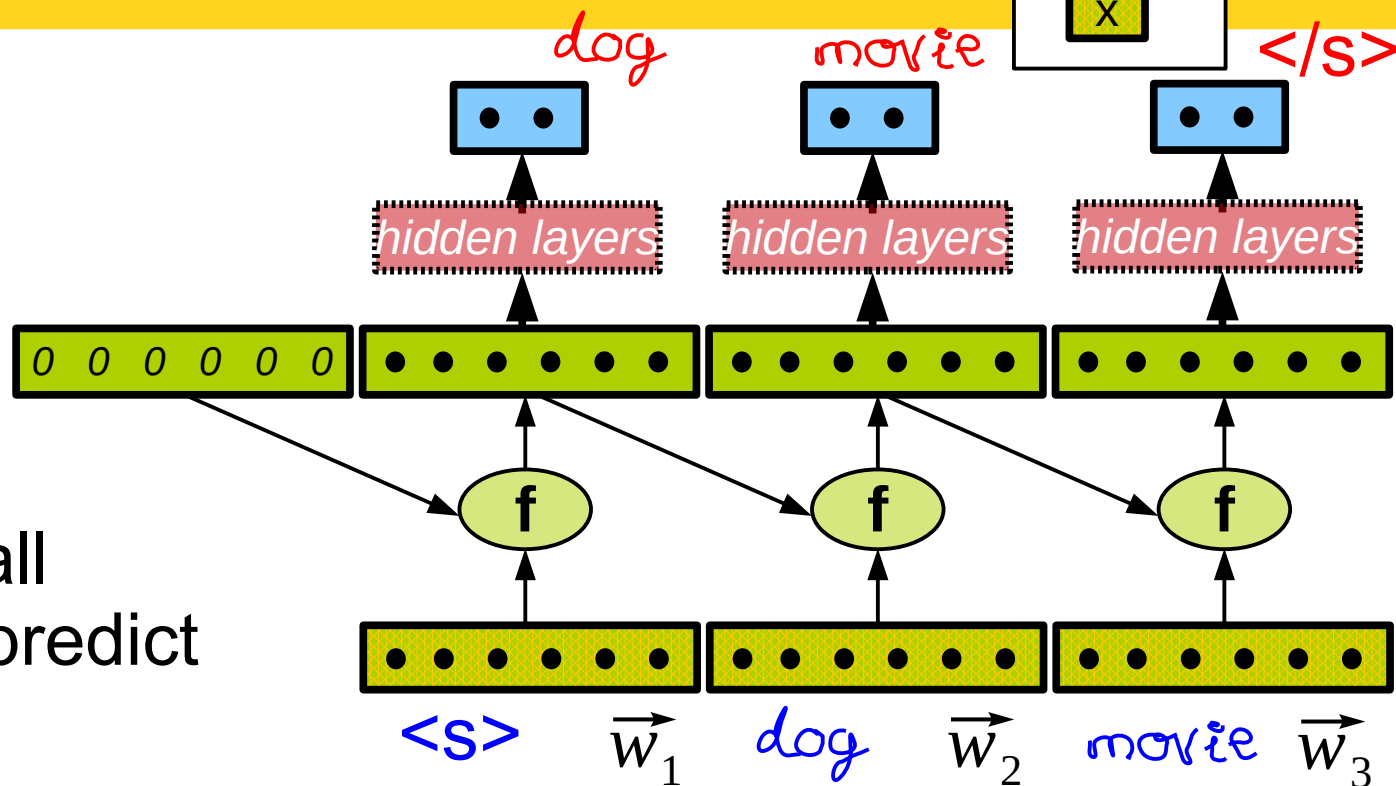 x
dog movie </s>
hidden layers hidden layers hidden layers
0 0 0 0 0 0
f f f
all
predict
<s> w₁ dog w₂ movie w₃